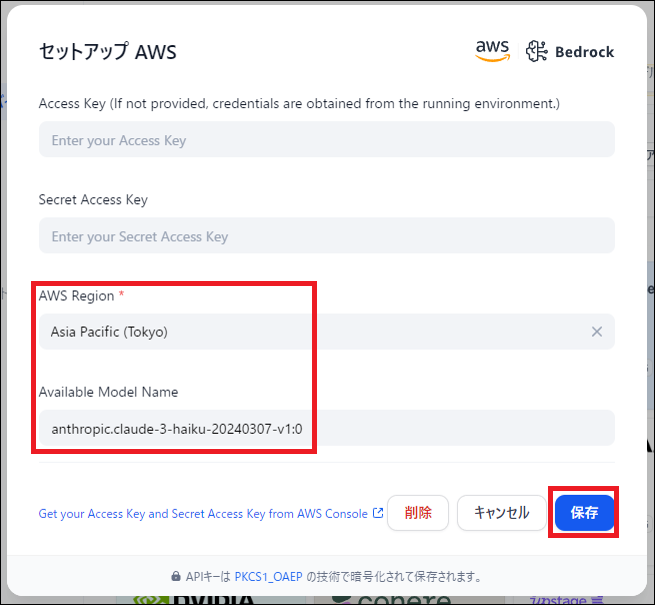 セットアップ AWS
aws Bedrock
Access Key (If not provided, credentials are obtained from the running environment.)
Enter your Access Key
Secret Access Key
Enter your Secret Access Key
AWS Region *
Asia Pacific (Tokyo)
Available Model Name
anthropic.claude-3-haiku-20240307-v1:0
Get your Access Key and Secret Access Key from AWS Console
削除
キャンセル
保存
APIキーは PKCS1_OAEP の技術で暗号化されて保存されます。